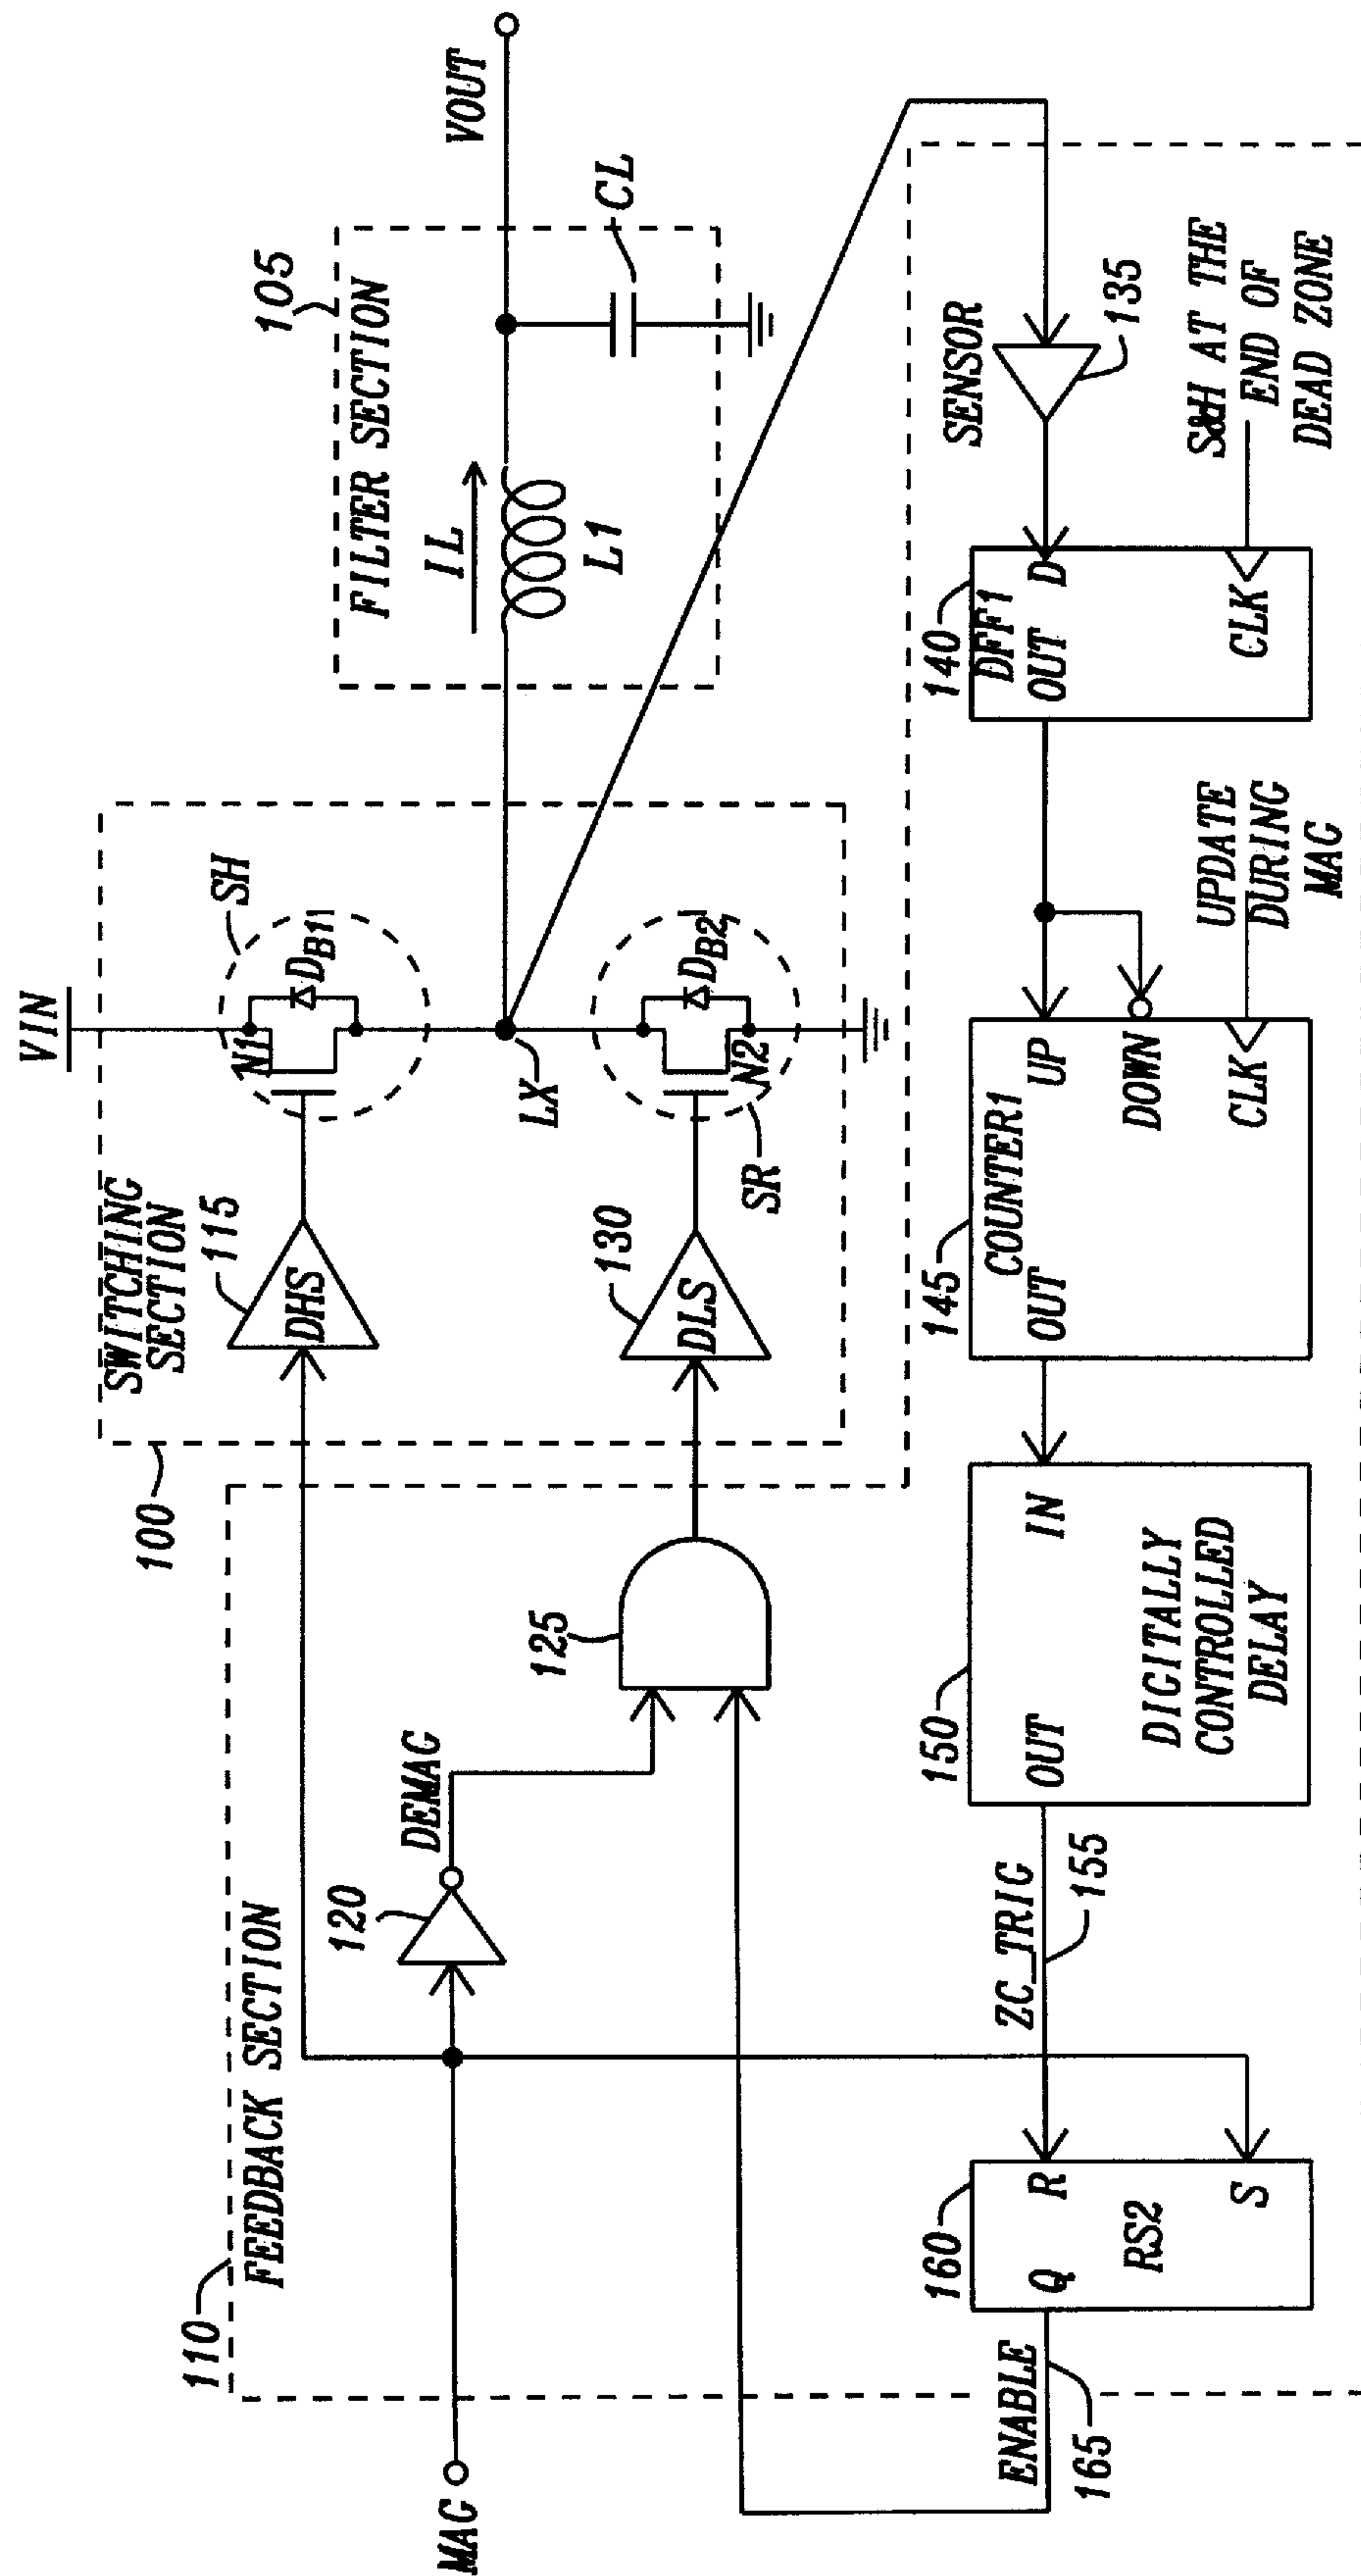 VIN
SWITCHING
SECTION
100
115
DHS
N1
DB1
SH
LX
130
DLS
N2
DB2
SR
105
FILTER SECTION
IL
L1
CL
VOUT
110
FEEDBACK SECTION
MAG
120
DEMAG
125
SENSOR
135
140
DFF1
OUT
D
CLK
S&H AT THE
END OF
DEAD ZONE
145
COUNTER1
OUT
UP
DOWN
CLK
UPDATE
DURING
MAG
150
OUT
IN
DIGITALLY
CONTROLLED
DELAY
ZC_TRIG
155
160
Q
R
RS2
S
ENABLE
165